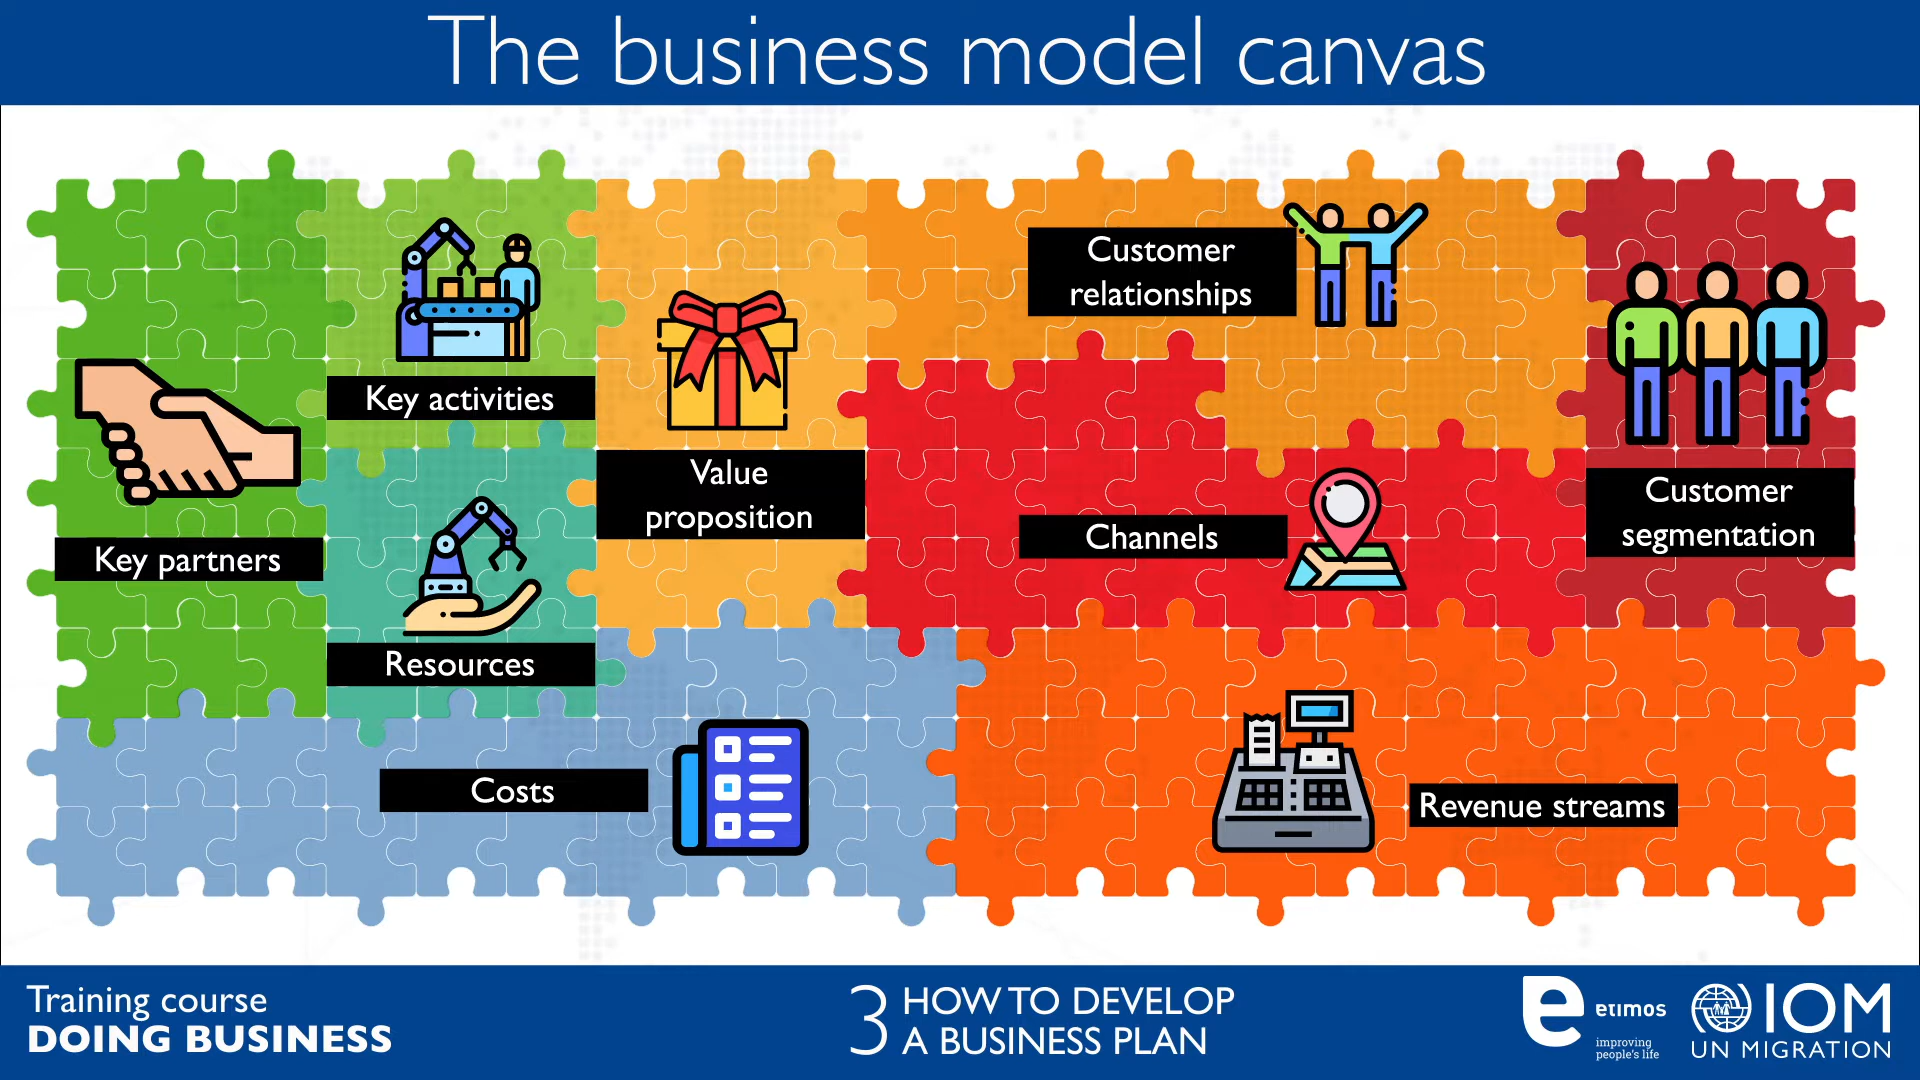 The business model canvas
Customer
relationships
Key activities
Value
proposition
Customer
segmentation
Channels
Key partners
Resources
Costs
Revenue streams
Training course
DOING BUSINESS
3 HOW TO DEVELOP
A BUSINESS PLAN
e etimos
improving
people's life
IOM
UN MIGRATION